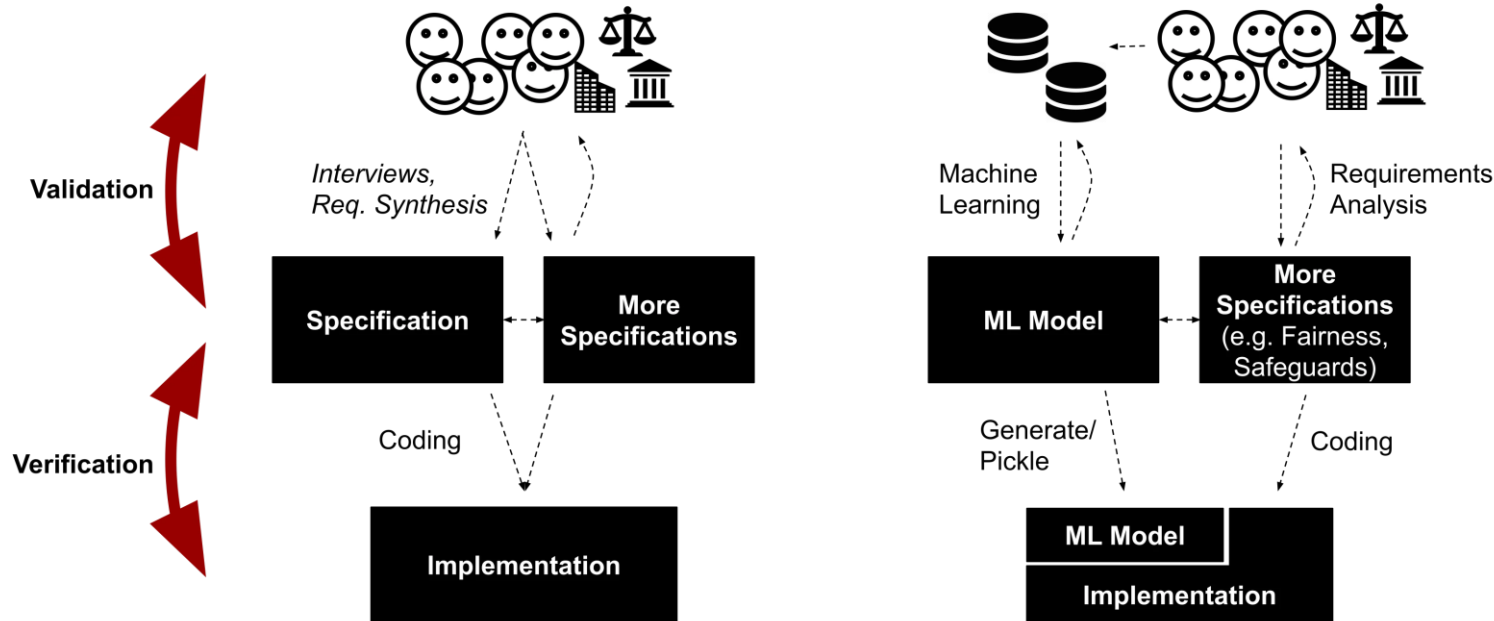 Validation
Interviews,
Req. Synthesis
Specification
More
Specifications
Verification
Coding
Implementation
Machine
Learning
Requirements
Analysis
ML Model
More
Specifications
(e.g. Fairness,
Safeguards)
Generate/
Pickle
Coding
ML Model
Implementation